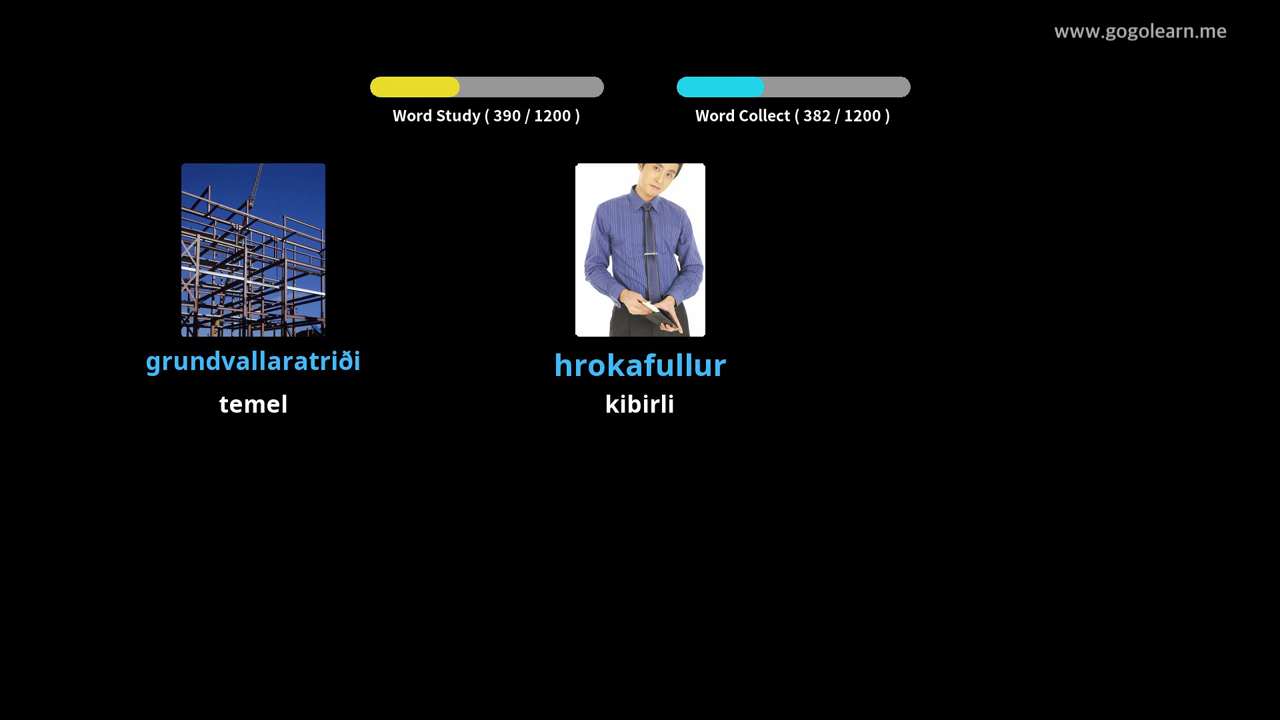 www.gogolearn.me
Word Study ( 390 / 1200 )
Word Collect ( 382 / 1200 )
grundvallaratriði
temel
hrokafullur
kibirli